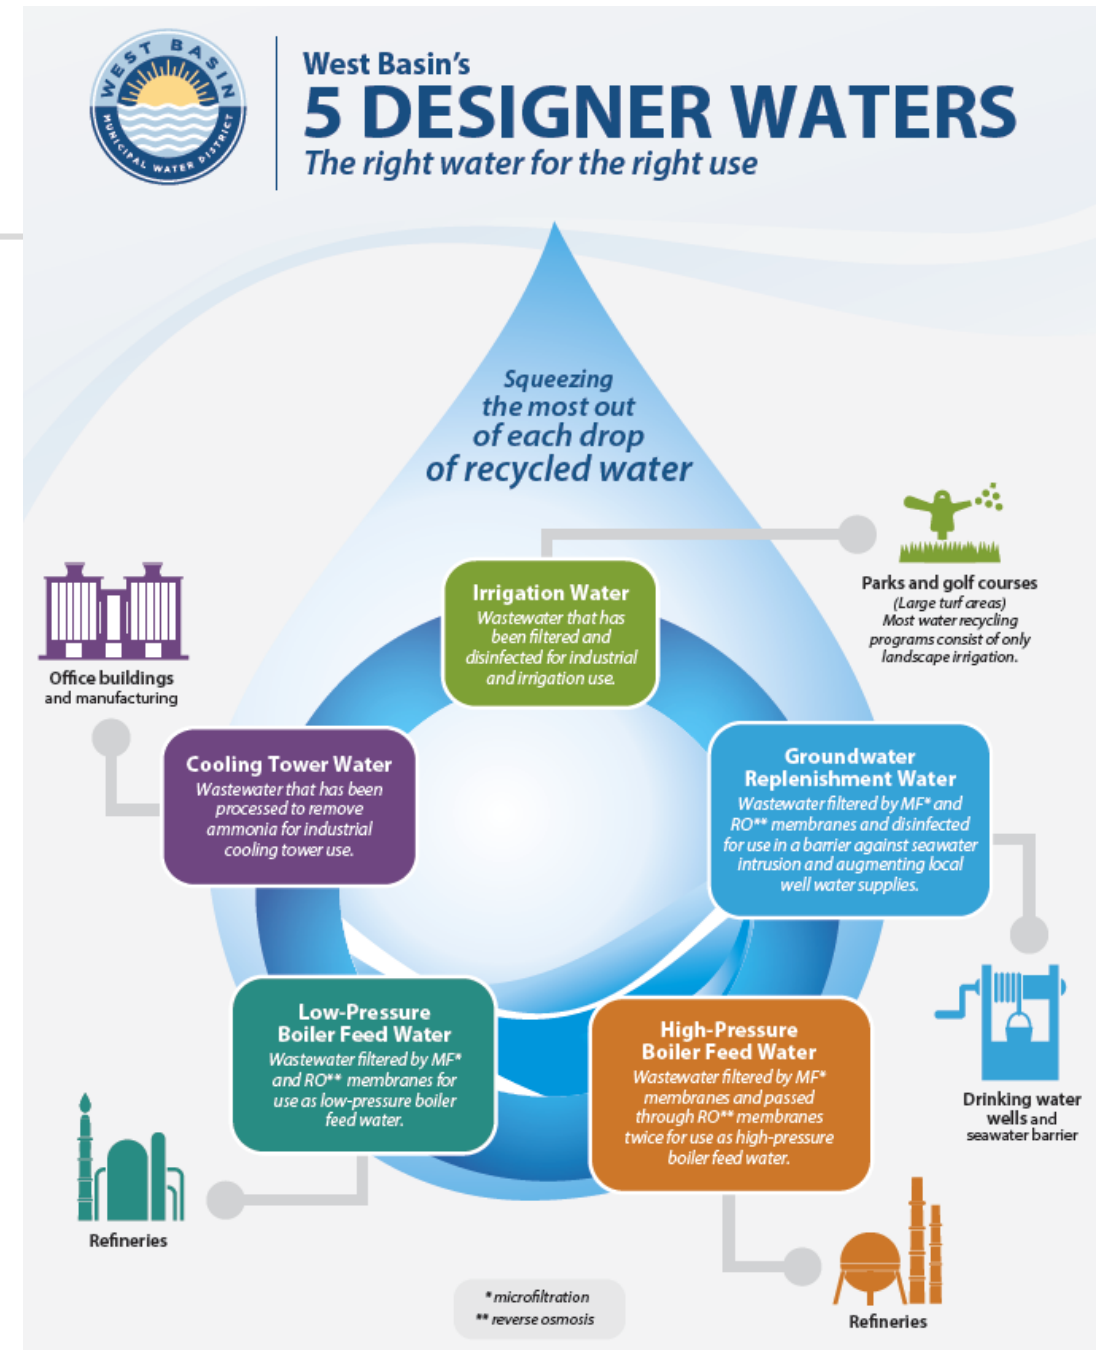 WEST BASIN
MUNICIPAL WATER DISTRICT
West Basin's
5 DESIGNER WATERS
The right water for the right use
Squeezing
the most out
of each drop
of recycled water
Irrigation Water
Wastewater that has
been filtered and
disinfected for industrial
and irrigation use.
Parks and golf courses
(Large turf areas)
Most water recycling
programs consist of only
landscape irrigation.
Office buildings
and manufacturing
Cooling Tower Water
Wastewater that has been
processed to remove
ammonia for industrial
cooling tower use.
Groundwater
Replenishment Water
Wastewater filtered by MF* and
RO** membranes and disinfected
for use in a barrier against seawater
intrusion and augmenting local
well water supplies.
Drinking water
wells and
seawater barrier
Low-Pressure
Boiler Feed Water
Wastewater filtered by MF*
and RO** membranes for
use as low-pressure boiler
feed water.
Refineries
High-Pressure
Boiler Feed Water
Wastewater filtered by MF*
membranes and passed
through RO** membranes
twice for use as high-pressure
boiler feed water.
Refineries
* microfiltration
** reverse osmosis